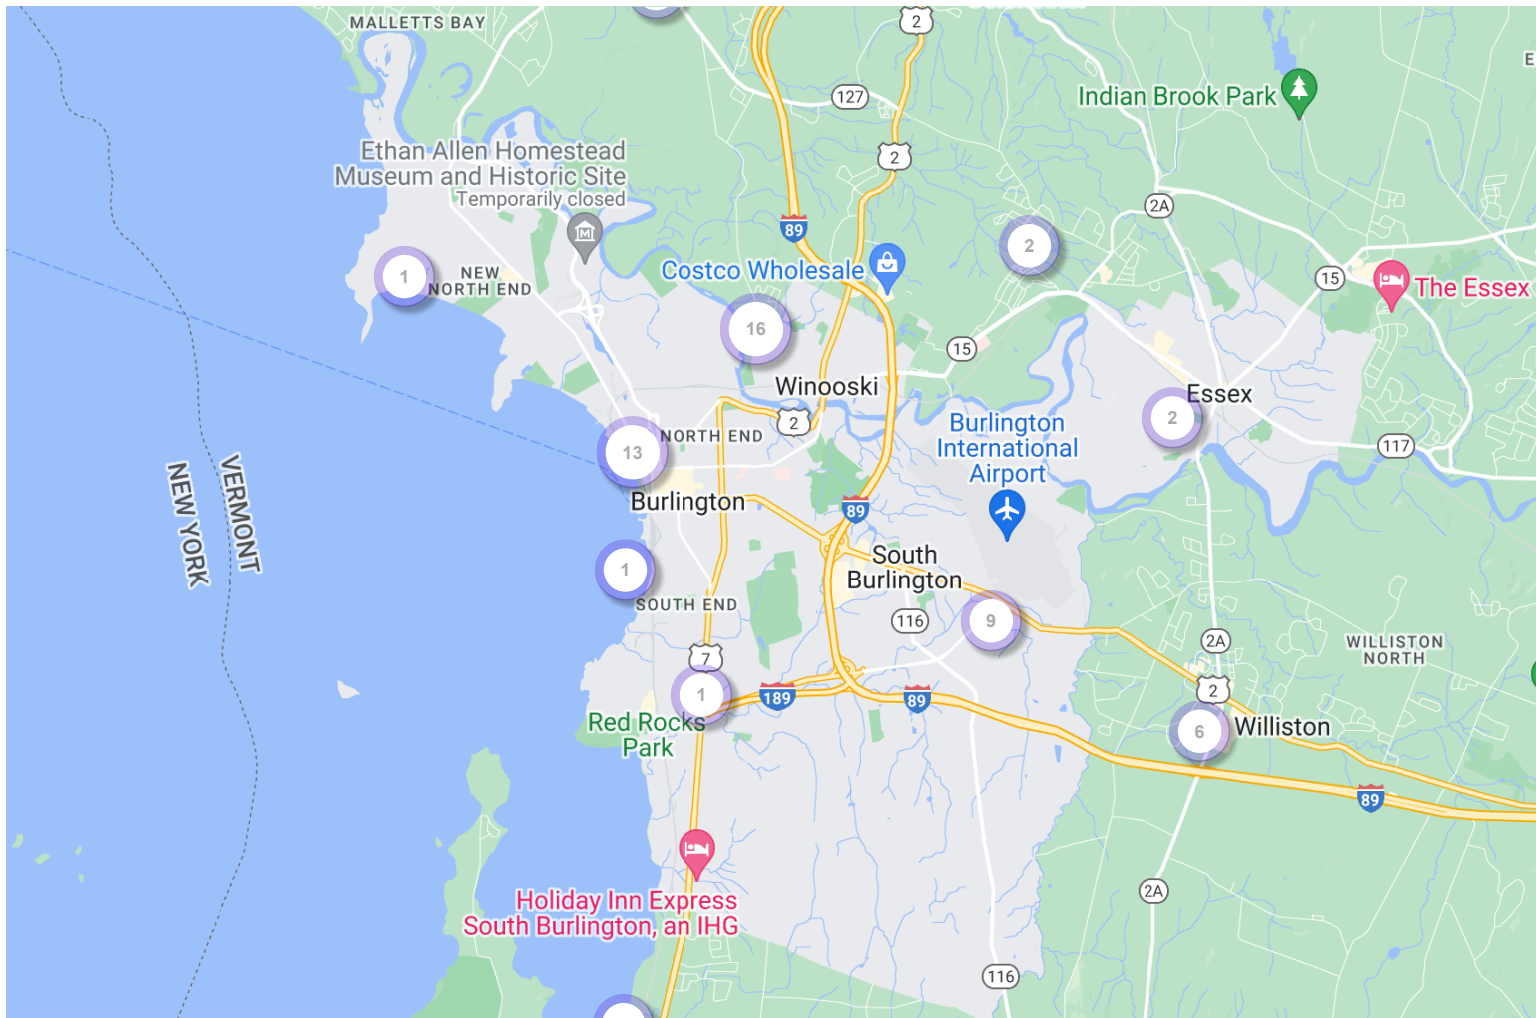 MALLETTS BAY
2
127
Indian Brook Park
E
Ethan Allen Homestead
Museum and Historic Site
Temporarily closed
2
2A
89
2
1
NEW
NORTH END
Costco Wholesale
15
The Essex
16
15
Winooski
Essex
2
2
NORTH END
13
Burlington
International
Airport
117
VERMONT
NEW YORK
Burlington
89
South
Burlington
1
SOUTH END
116
9
2A
WILLISTON
NORTH
7
1
189
89
2
Red Rocks
Park
6
Williston
89
Holiday Inn Express
South Burlington, an IHG
2A
116